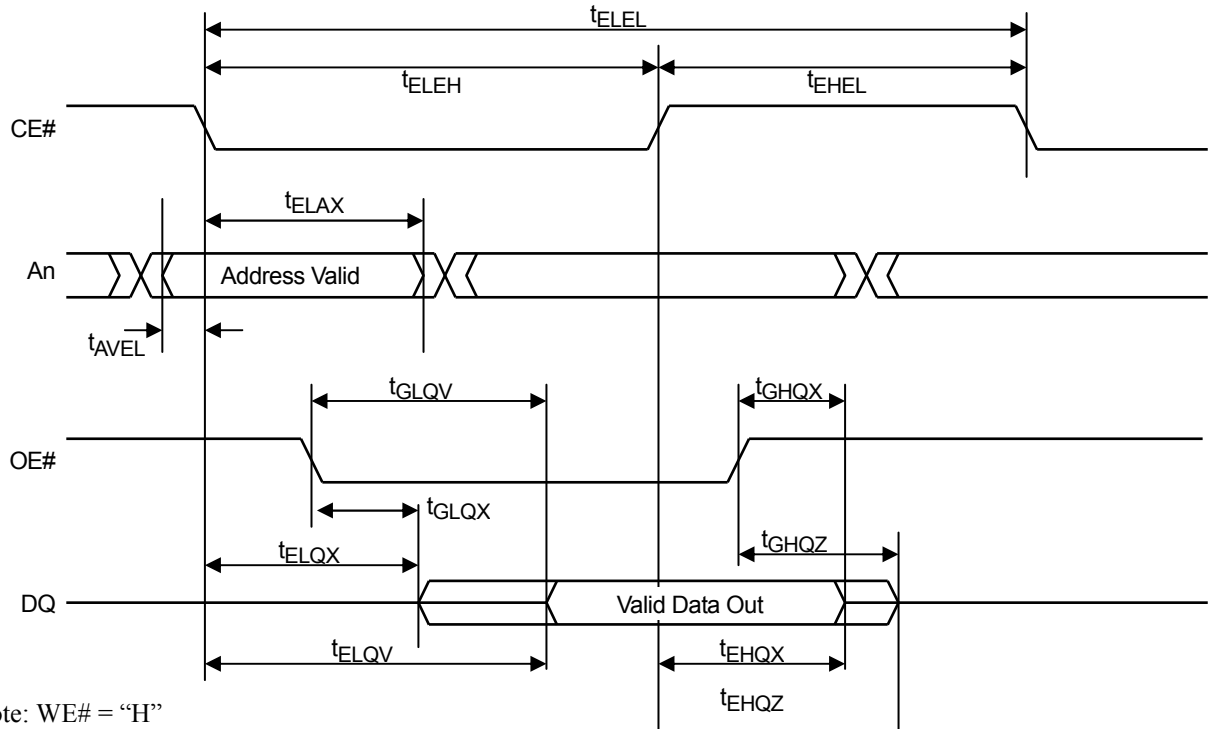 tELEL
tELEH tEHEL
CE#
tELAX
An Address Valid
tAVEL
tGLQV tGHQX
OE#
tGLQX
tELQX tGHQZ
DQ Valid Data Out
tELQV tEHQX
tEHQZ
ote: WE# = “H”